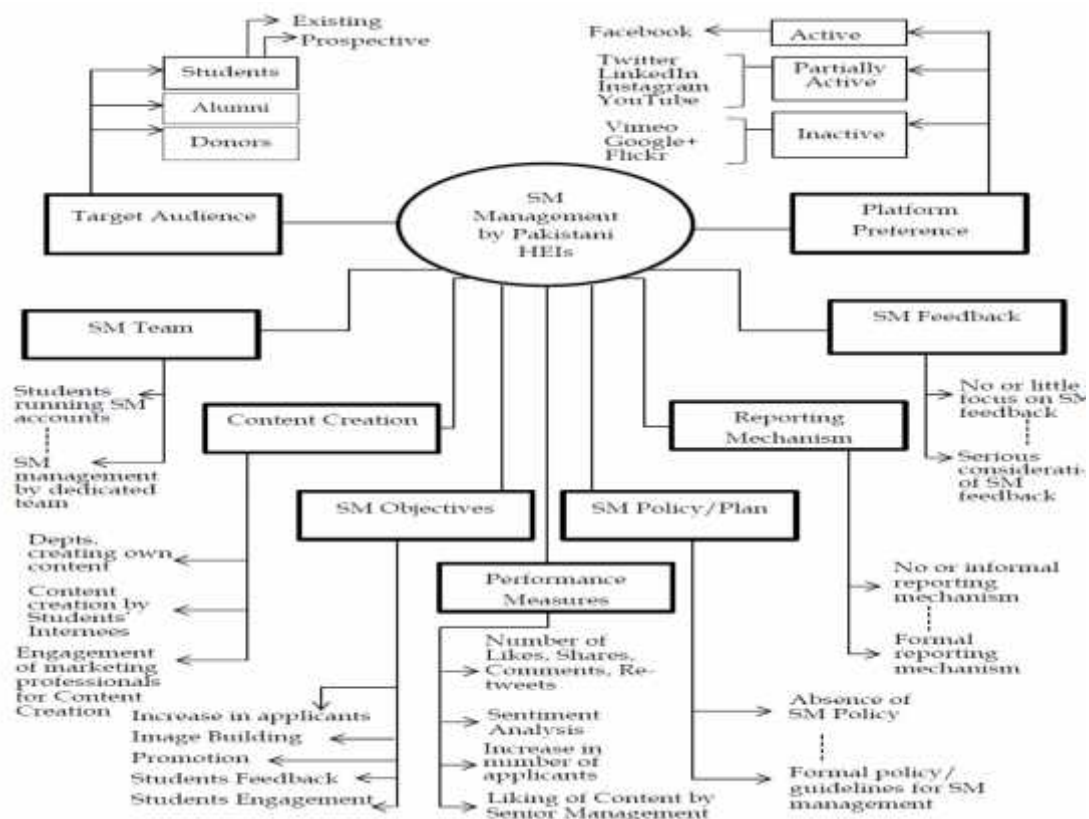 Existing
Prospective
Students
Alumni
Donors
Target Audience
Facebook
Active
Twitter
LinkedIn
Instagram
YouTube
Partially
Active
Vimeo
Google+
Flickr
Inactive
Platform
Preference
SM
Management
by Pakistani
HEIs
SM Team
Students
running SM
accounts
SM
management
by dedicated
team
SM Feedback
No or little
focus on SM
feedback
Serious
considerati-
of SM
feedback
Content Creation
Depts.
creating own
content
Content
creation by
Students
Internees
Engagement
of marketing
professionals
for Content
Creation
Reporting
Mechanism
No or informal
reporting
mechanism
Formal
reporting
mechanism
SM Objectives
Increase in applicants
Image Building
Promotion
Students Feedback
Students Engagement
SM Policy/Plan
Absence of
SM Policy
Formal policy/
guidelines for SM
management
Performance
Measures
Number of
Likes, Shares,
Comments, Re-
tweets
Sentiment
Analysis
Increase in
number of
applicants
Liking of Content by
Senior Management